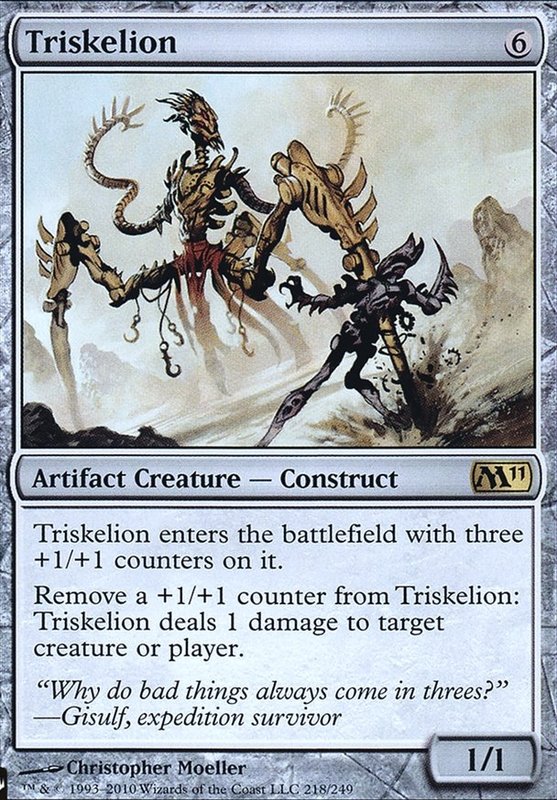 Triskelion 6
Artifact Creature — Construct M11
Triskelion enters the battlefield with three
+1/+1 counters on it.
Remove a +1/+1 counter from Triskelion:
Triskelion deals 1 damage to target
creature or player.
“Why do bad things always come in threes?”
—Gisulf, expedition survivor
Christopher Moeller
1/1
™ & © 1993–2010 Wizards of the Coast LLC 218/249